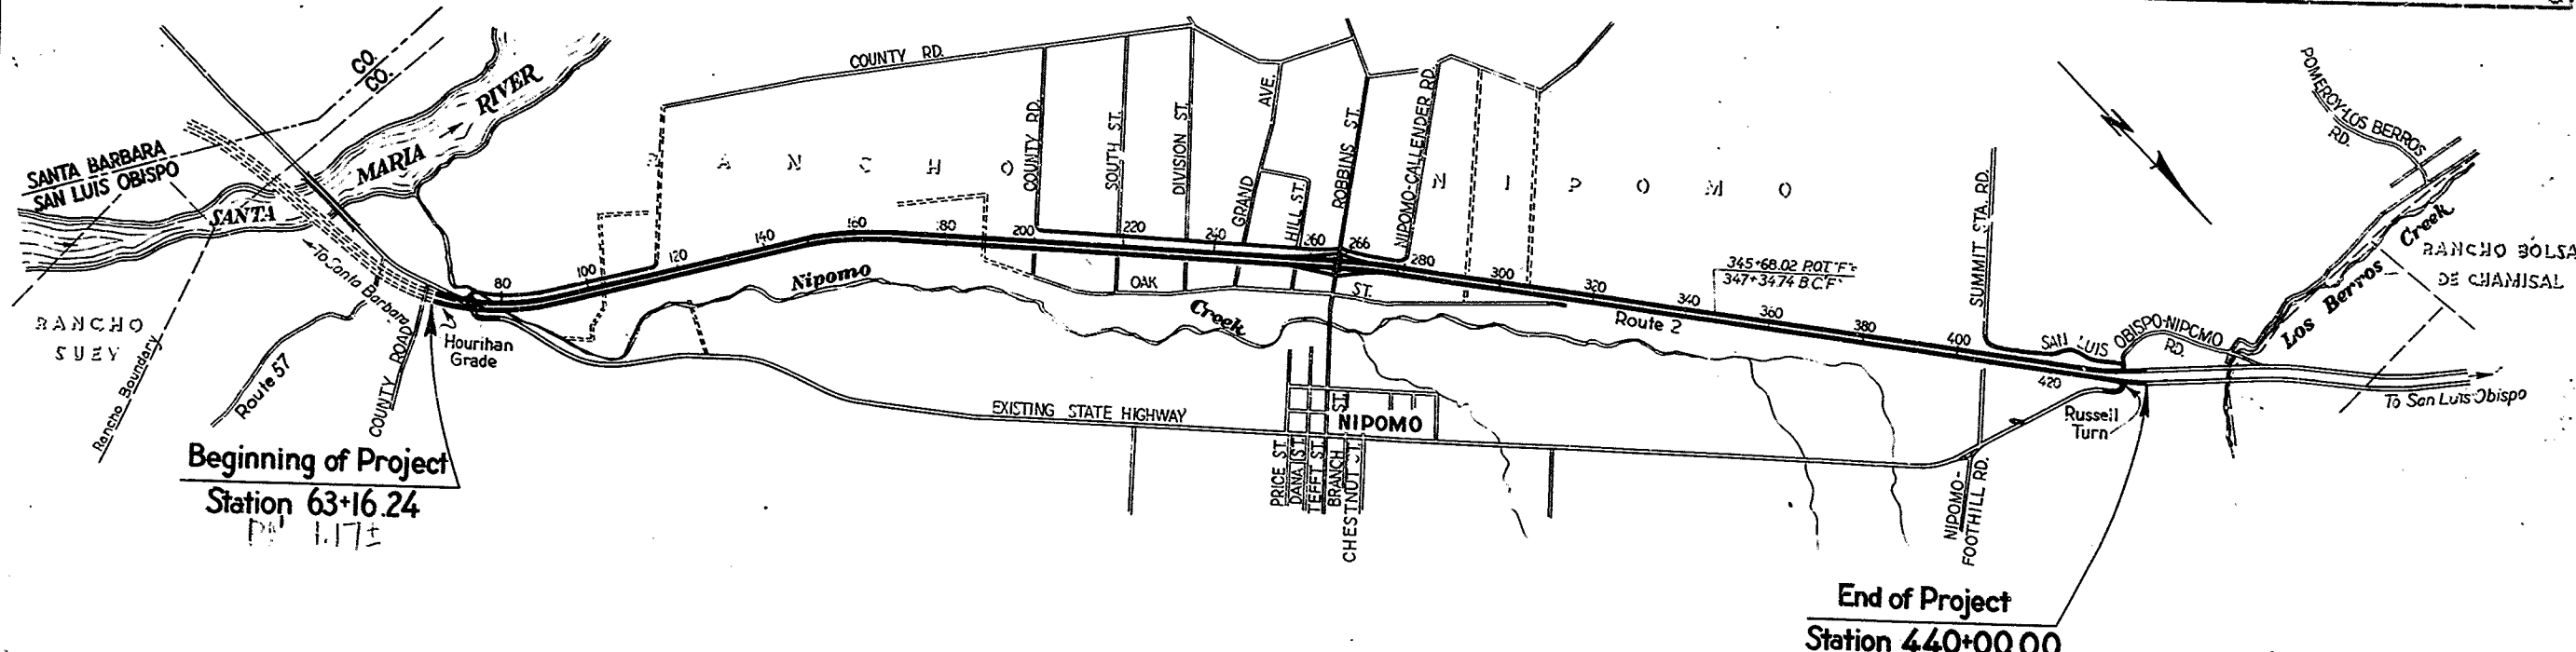 CO.
CO.
SANTA BARBARA
SAN LUIS OBISPO
SANTA MARIA RIVER
RANCHO
SUEY
Rancho Boundary
Route 57
COUNTY ROAD
To Santa Barbara
Hourihan
Grade
Beginning of Project
Station 63+16.24
1.17±
COUNTY RD.
RANCHO NIPOMO
COUNTY RD.
SOUTH ST.
DIVISION ST.
GRAND AVE.
HILL ST.
ROBBINS ST.
NIPOMO-CALLENDER RD.
80
100
120
140
160
180
200
220
240
260
266
280
300
320
340
360
380
400
420
345+68.02 P.O.T. "F"=
347+34.74 B.C. "F"
Route 2
Nipomo Creek
OAK ST.
EXISTING STATE HIGHWAY
NIPOMO
PRICE ST.
DANA ST.
TEFFT ST.
BRANCH ST.
CHESTNUT ST.
SUMMIT STA. RD.
NIPOMO-
FOOTHILL RD.
SAN LUIS OBISPO-NIPOMO
RD.
Russell
Turn
N
POMEROY-LOS BERROS
RD.
Los Berros Creek
RANCHO BOLSA
DE CHAMISAL
To San Luis Obispo
End of Project
Station 440+00.00